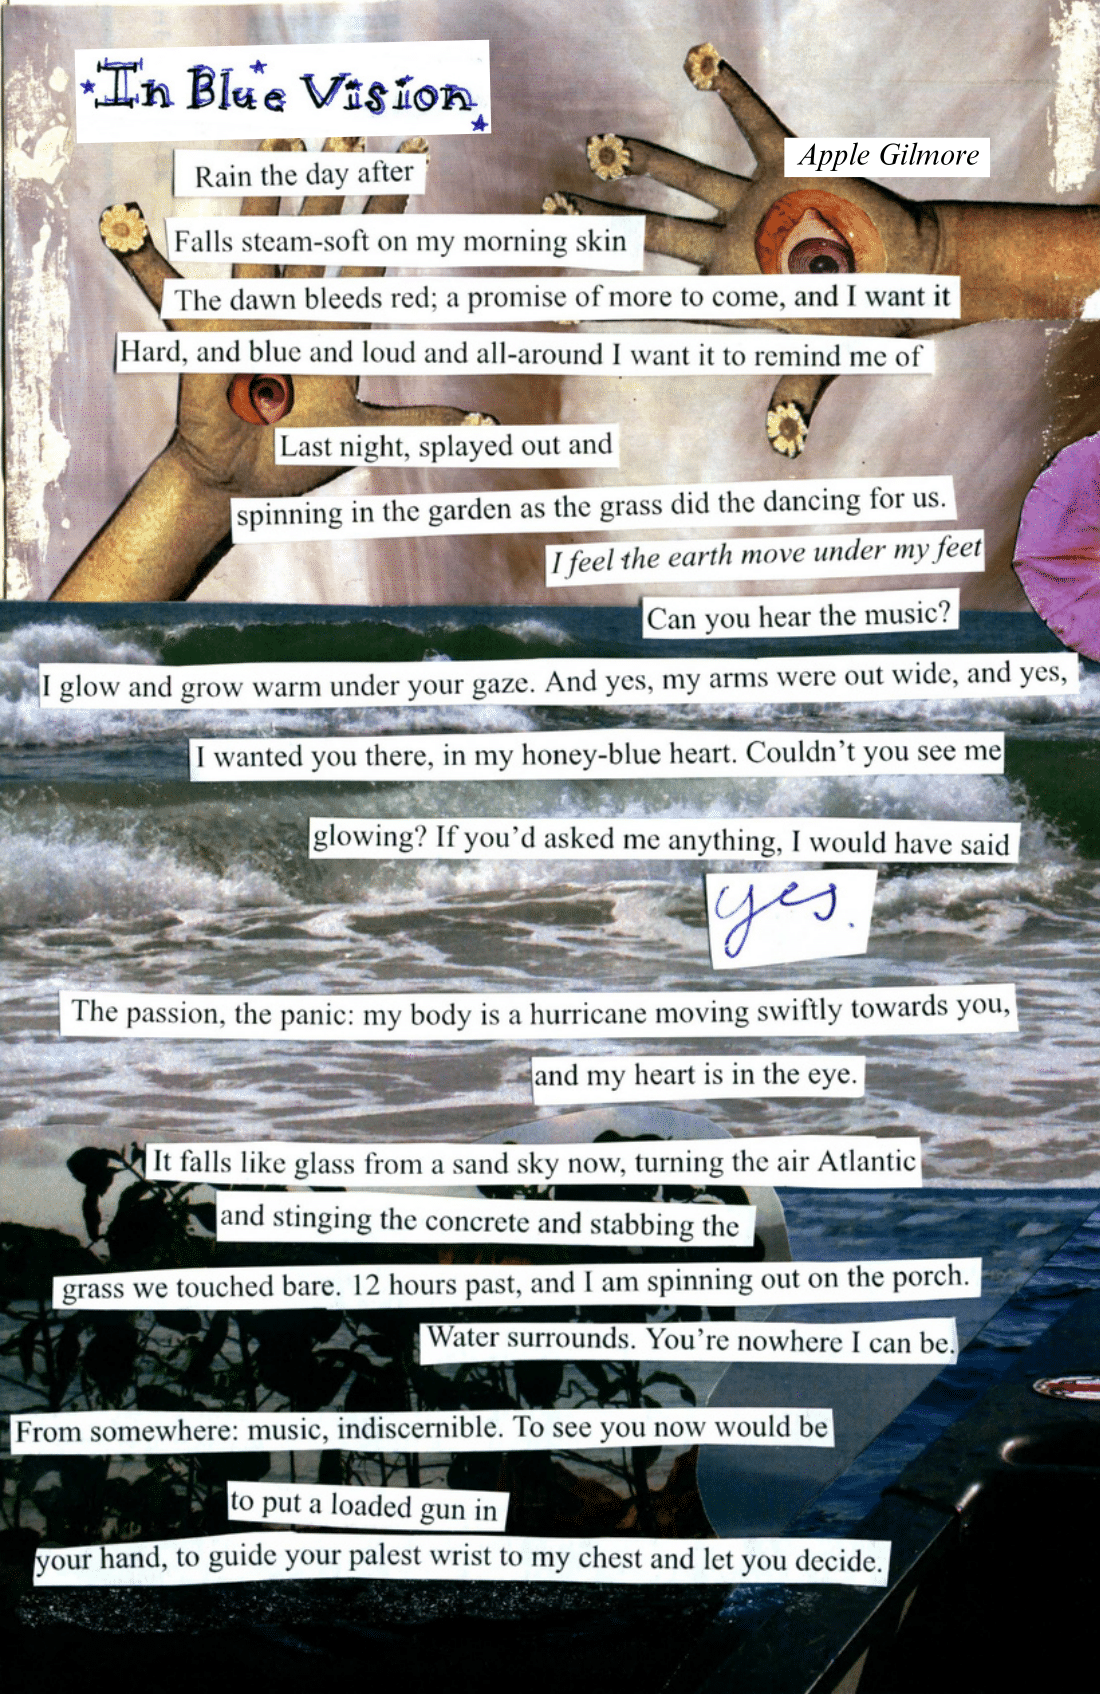 In Blue Vision
Apple Gilmore
Rain the day after
Falls steam-soft on my morning skin
The dawn bleeds red; a promise of more to come, and I want it
Hard, and blue and loud and all-around I want it to remind me of
Last night, splayed out and
spinning in the garden as the grass did the dancing for us.
I feel the earth move under my feet
Can you hear the music?
I glow and grow warm under your gaze. And yes, my arms were out wide, and yes,
I wanted you there, in my honey-blue heart. Couldn't you see me
glowing? If you'd asked me anything, I would have said
yes.
The passion, the panic: my body is a hurricane moving swiftly towards you,
and my heart is in the eye.
It falls like glass from a sand sky now, turning the air Atlantic
and stinging the concrete and stabbing the
grass we touched bare. 12 hours past, and I am spinning out on the porch.
Water surrounds. You're nowhere I can be.
From somewhere: music, indiscernible. To see you now would be
to put a loaded gun in
your hand, to guide your palest wrist to my chest and let you decide.